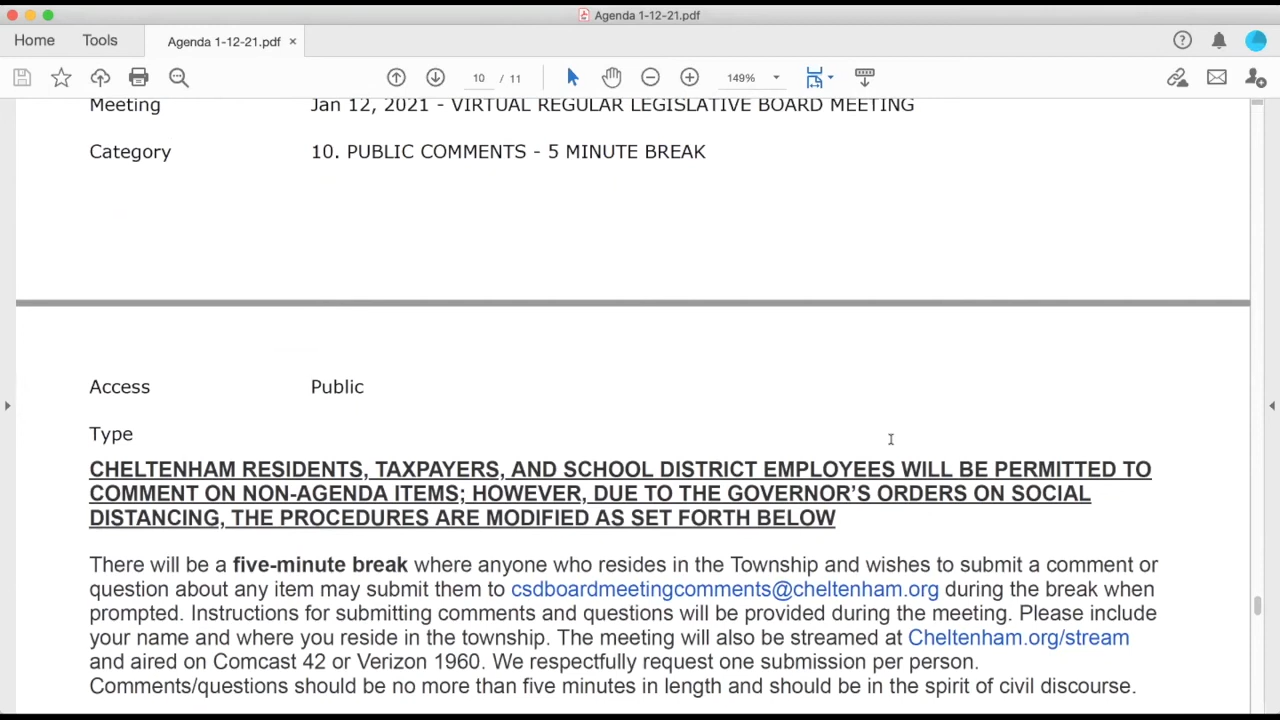 Agenda 1-12-21.pdf
Home
Tools
Agenda 1-12-21.pdf ×
10 / 11
149%
Meeting Jan 12, 2021 - VIRTUAL REGULAR LEGISLATIVE BOARD MEETING
Category 10. PUBLIC COMMENTS - 5 MINUTE BREAK
Access Public
Type
CHELTENHAM RESIDENTS, TAXPAYERS, AND SCHOOL DISTRICT EMPLOYEES WILL BE PERMITTED TO
COMMENT ON NON-AGENDA ITEMS; HOWEVER, DUE TO THE GOVERNOR'S ORDERS ON SOCIAL
DISTANCING, THE PROCEDURES ARE MODIFIED AS SET FORTH BELOW
There will be a five-minute break where anyone who resides in the Township and wishes to submit a comment or
question about any item may submit them to csdboardmeetingcomments@cheltenham.org during the break when
prompted. Instructions for submitting comments and questions will be provided during the meeting. Please include
your name and where you reside in the township. The meeting will also be streamed at Cheltenham.org/stream
and aired on Comcast 42 or Verizon 1960. We respectfully request one submission per person.
Comments/questions should be no more than five minutes in length and should be in the spirit of civil discourse.